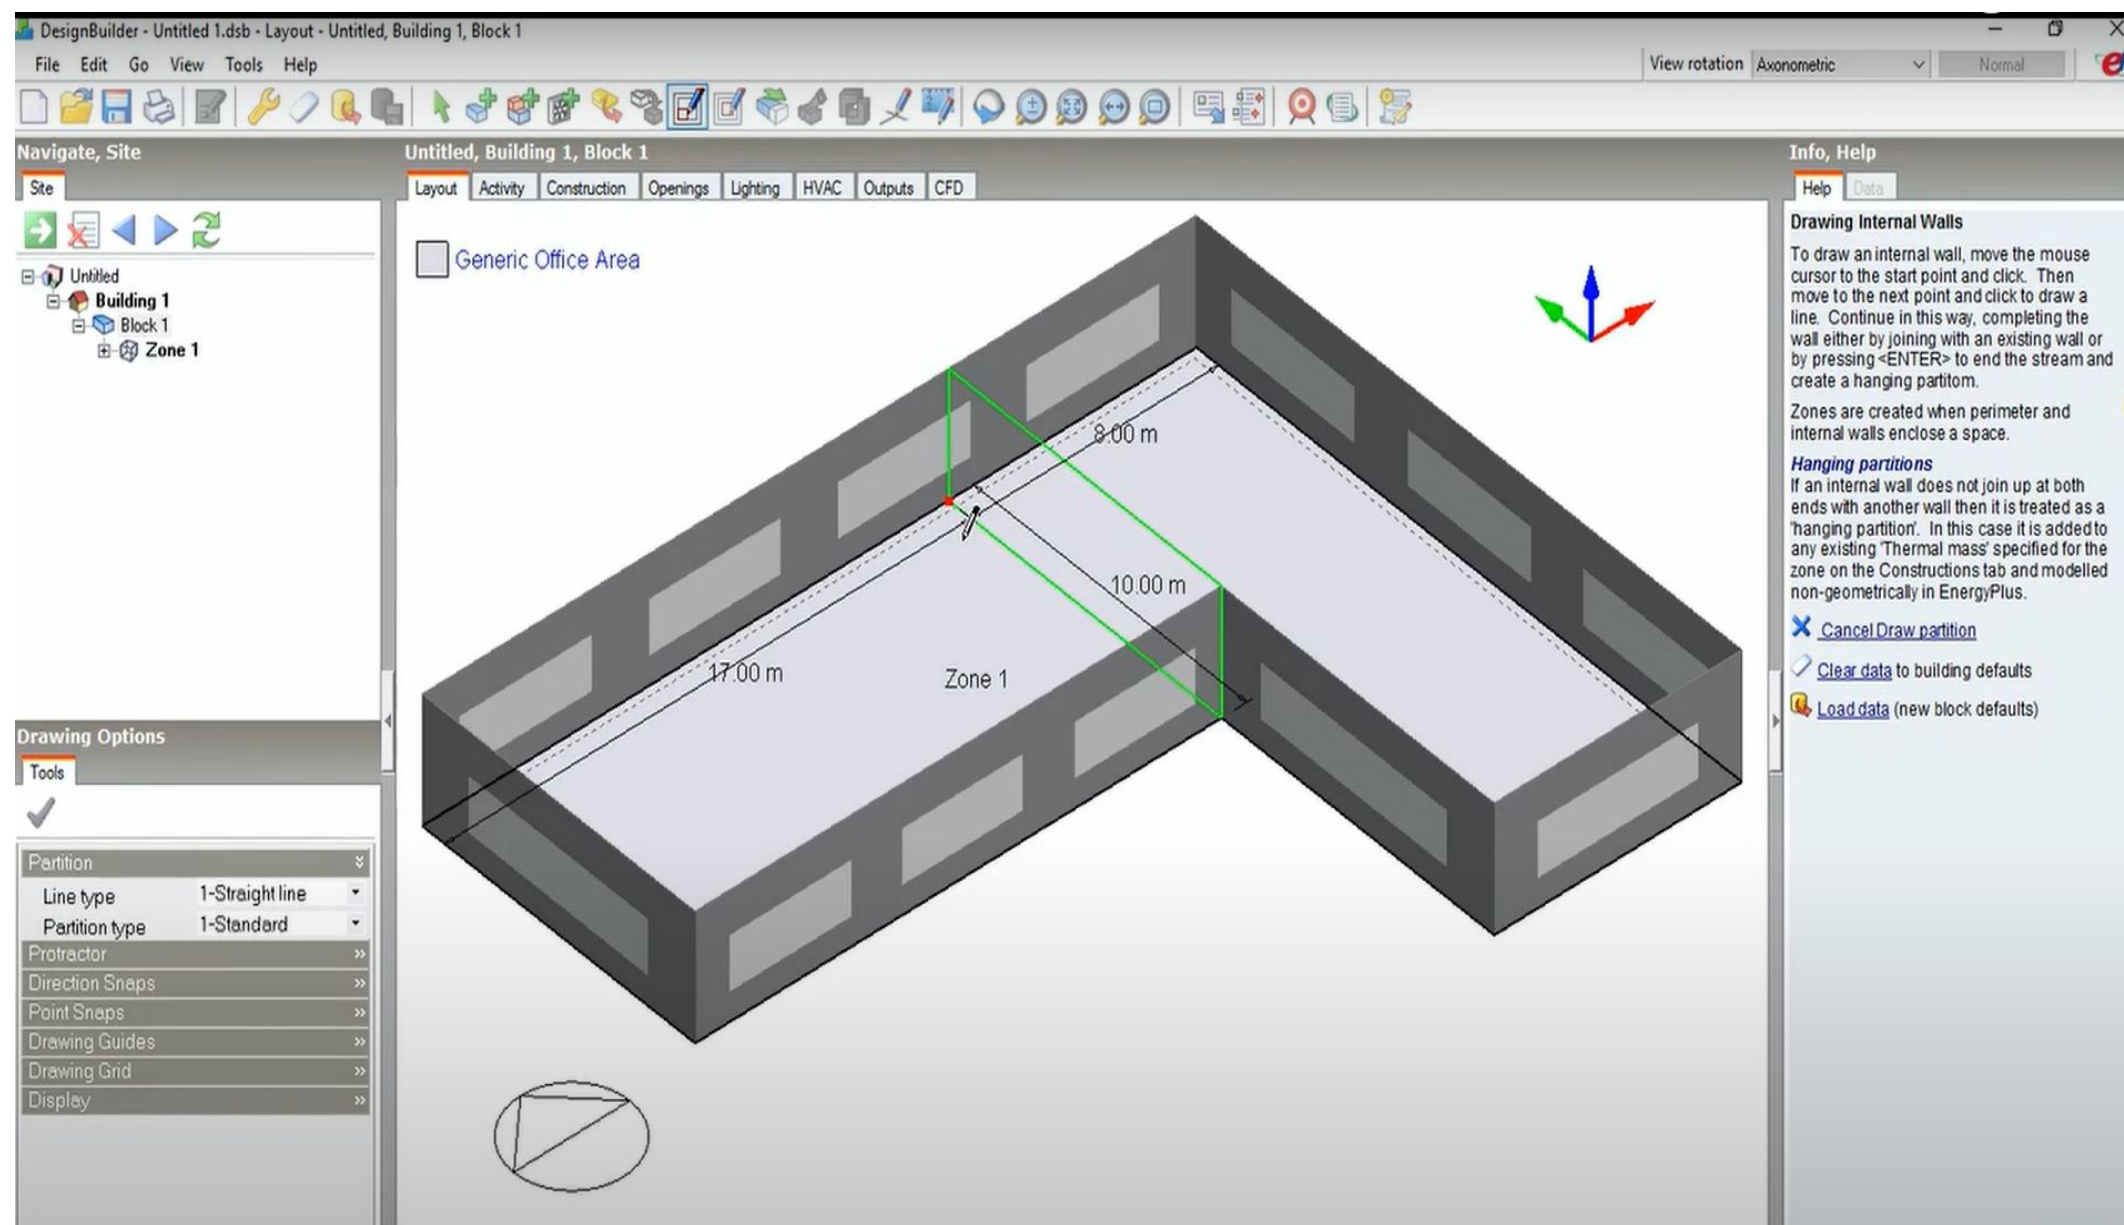 DesignBuilder - Untitled 1.dsb - Layout - Untitled, Building 1, Block 1
File Edit Go View Tools Help
View rotation Axonometric Normal
Navigate, Site
Site
Untitled
Building 1
Block 1
Zone 1
Drawing Options
Tools
Partition
Line type 1-Straight line
Partition type 1-Standard
Protractor
Direction Snaps
Point Snaps
Drawing Guides
Drawing Grid
Display
Untitled, Building 1, Block 1
Layout Activity Construction Openings Lighting HVAC Outputs CFD
Generic Office Area
8.00 m
10.00 m
17.00 m
Zone 1
Info, Help
Help Data
Drawing Internal Walls
To draw an internal wall, move the mouse
cursor to the start point and click. Then
move to the next point and click to draw a
line. Continue in this way, completing the
wall either by joining with an existing wall or
by pressing <ENTER> to end the stream and
create a hanging partitom.
Zones are created when perimeter and
internal walls enclose a space.
Hanging partitions
If an internal wall does not join up at both
ends with another wall then it is treated as a
'hanging partition'. In this case it is added to
any existing 'Thermal mass' specified for the
zone on the Constructions tab and modelled
non-geometrically in EnergyPlus.
Cancel Draw partition
Clear data to building defaults
Load data (new block defaults)